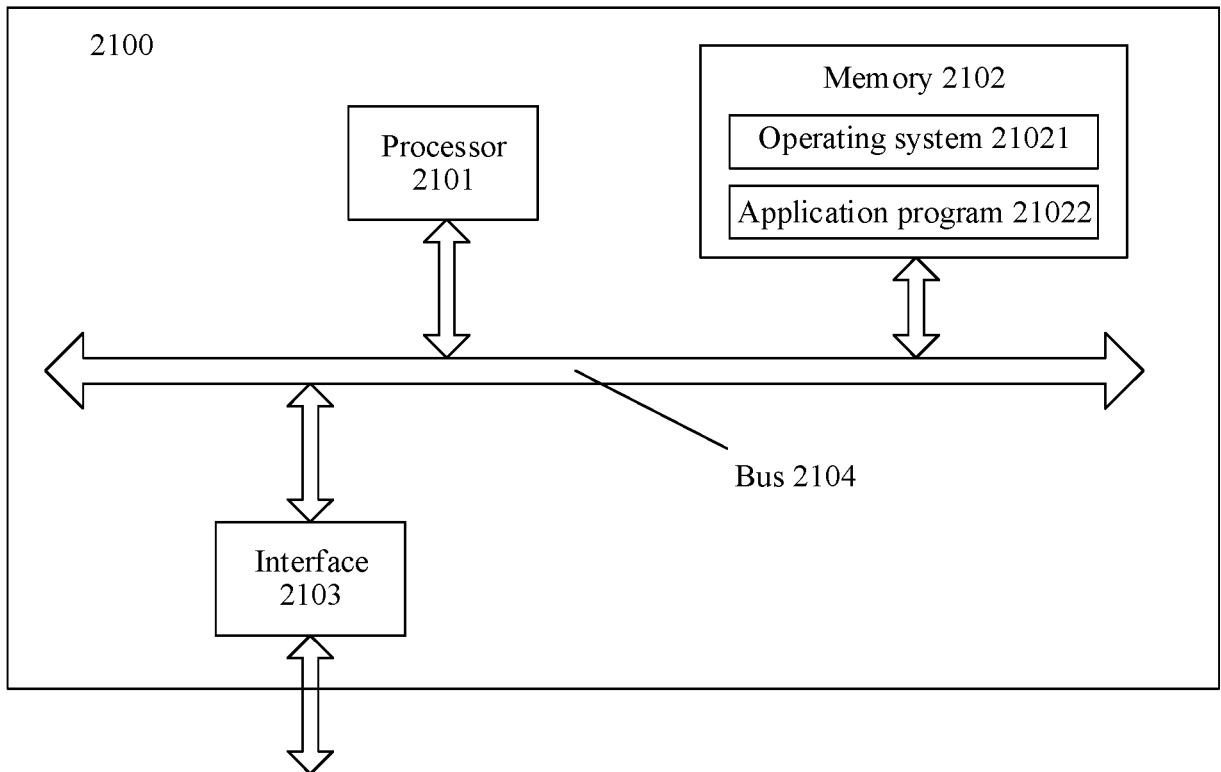 2100
Memory 2102
Operating system 21021
Application program 21022
Processor
2101
Bus 2104
Interface
2103